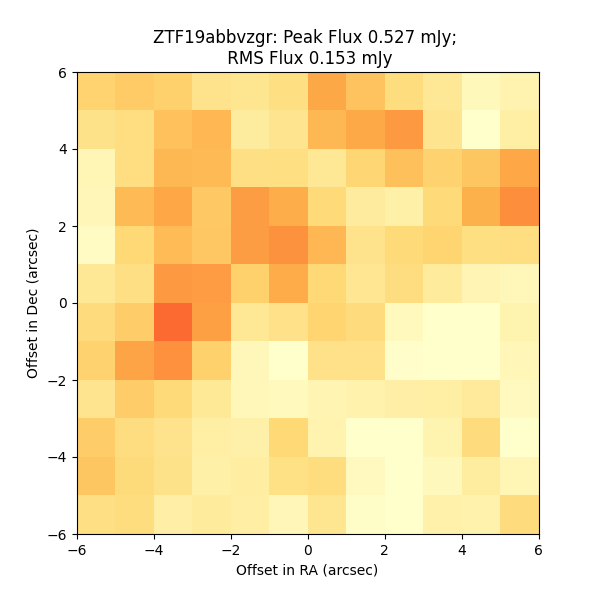 ZTF19abbvzgr: Peak Flux 0.527 mJy;
RMS Flux 0.153 mJy
6
4
2
0
−2
−4
−6
Offset in Dec (arcsec)
−6 −4 −2 0 2 4 6
Offset in RA (arcsec)